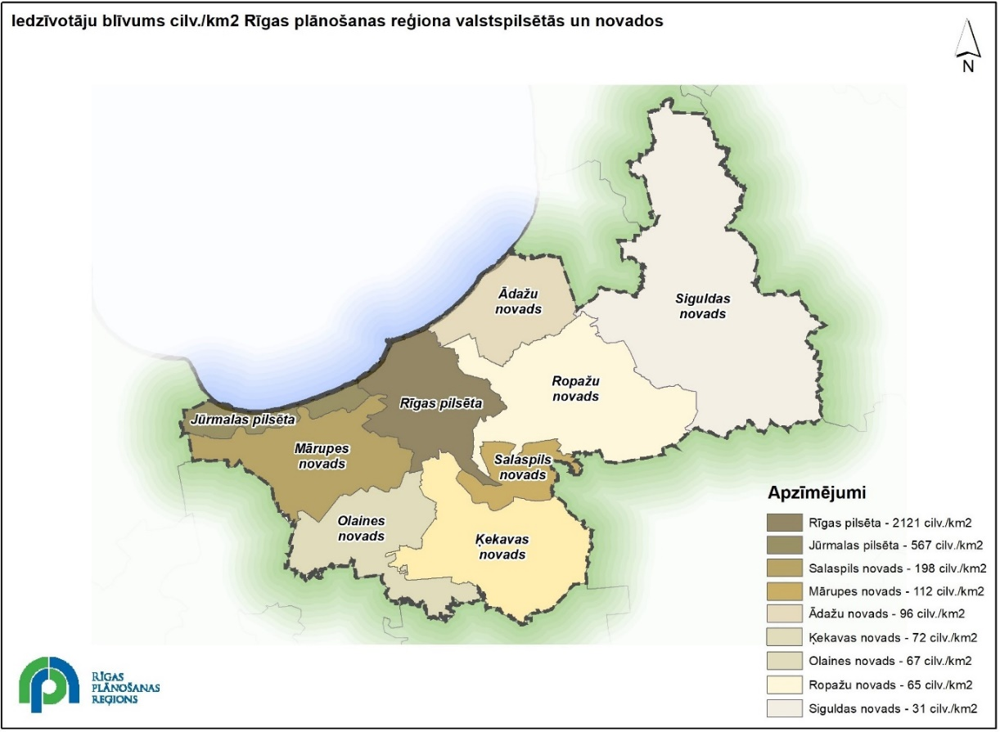 Iedzīvotāju blīvums cilv./km2 Rīgas plānošanas reģiona valstspilsētās un novados
N
Ādažu
novads
Siguldas
novads
Ropažu
novads
Rīgas pilsēta
Jūrmalas pilsēta
Mārupes
novads
Salaspils
novads
Olaines
novads
Ķekavas
novads
Apzīmējumi
Rīgas pilsēta - 2121 cilv./km2
Jūrmalas pilsēta - 567 cilv./km2
Salaspils novads - 198 cilv./km2
Mārupes novads - 112 cilv./km2
Ādažu novads - 96 cilv./km2
Ķekavas novads - 72 cilv./km2
Olaines novads - 67 cilv./km2
Ropažu novads - 65 cilv./km2
Siguldas novads - 31 cilv./km2
RĪGAS
PLĀNOŠANAS
REĢIONS